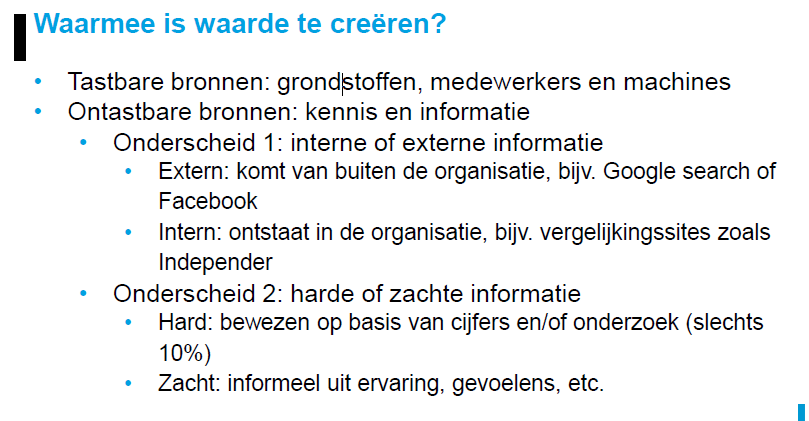 Waarmee is waarde te creëren?
• Tastbare bronnen: grondstoffen, medewerkers en machines
• Ontastbare bronnen: kennis en informatie
• Onderscheid 1: interne of externe informatie
• Extern: komt van buiten de organisatie, bijv. Google search of
Facebook
• Intern: ontstaat in de organisatie, bijv. vergelijkingssites zoals
Independer
• Onderscheid 2: harde of zachte informatie
• Hard: bewezen op basis van cijfers en/of onderzoek (slechts
10%)
• Zacht: informeel uit ervaring, gevoelens, etc.